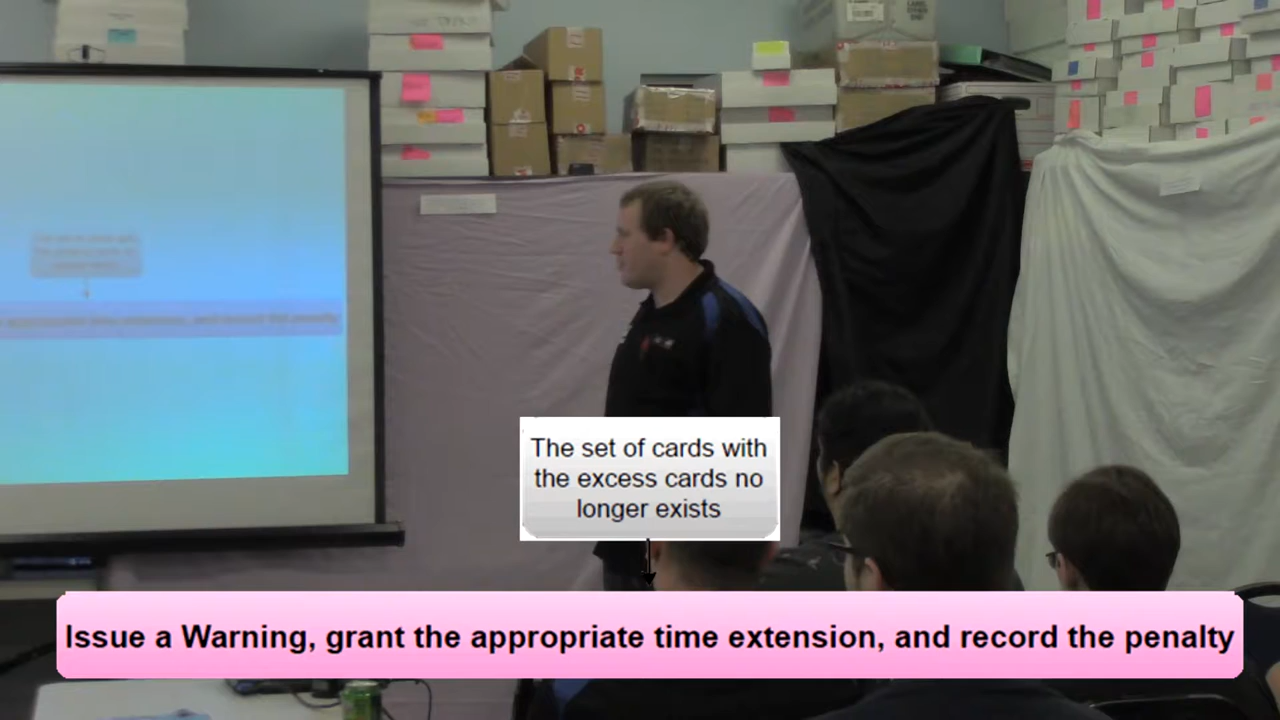 The set of cards with
the excess cards no
longer exists
Issue a Warning, grant the appropriate time extension, and record the penalty